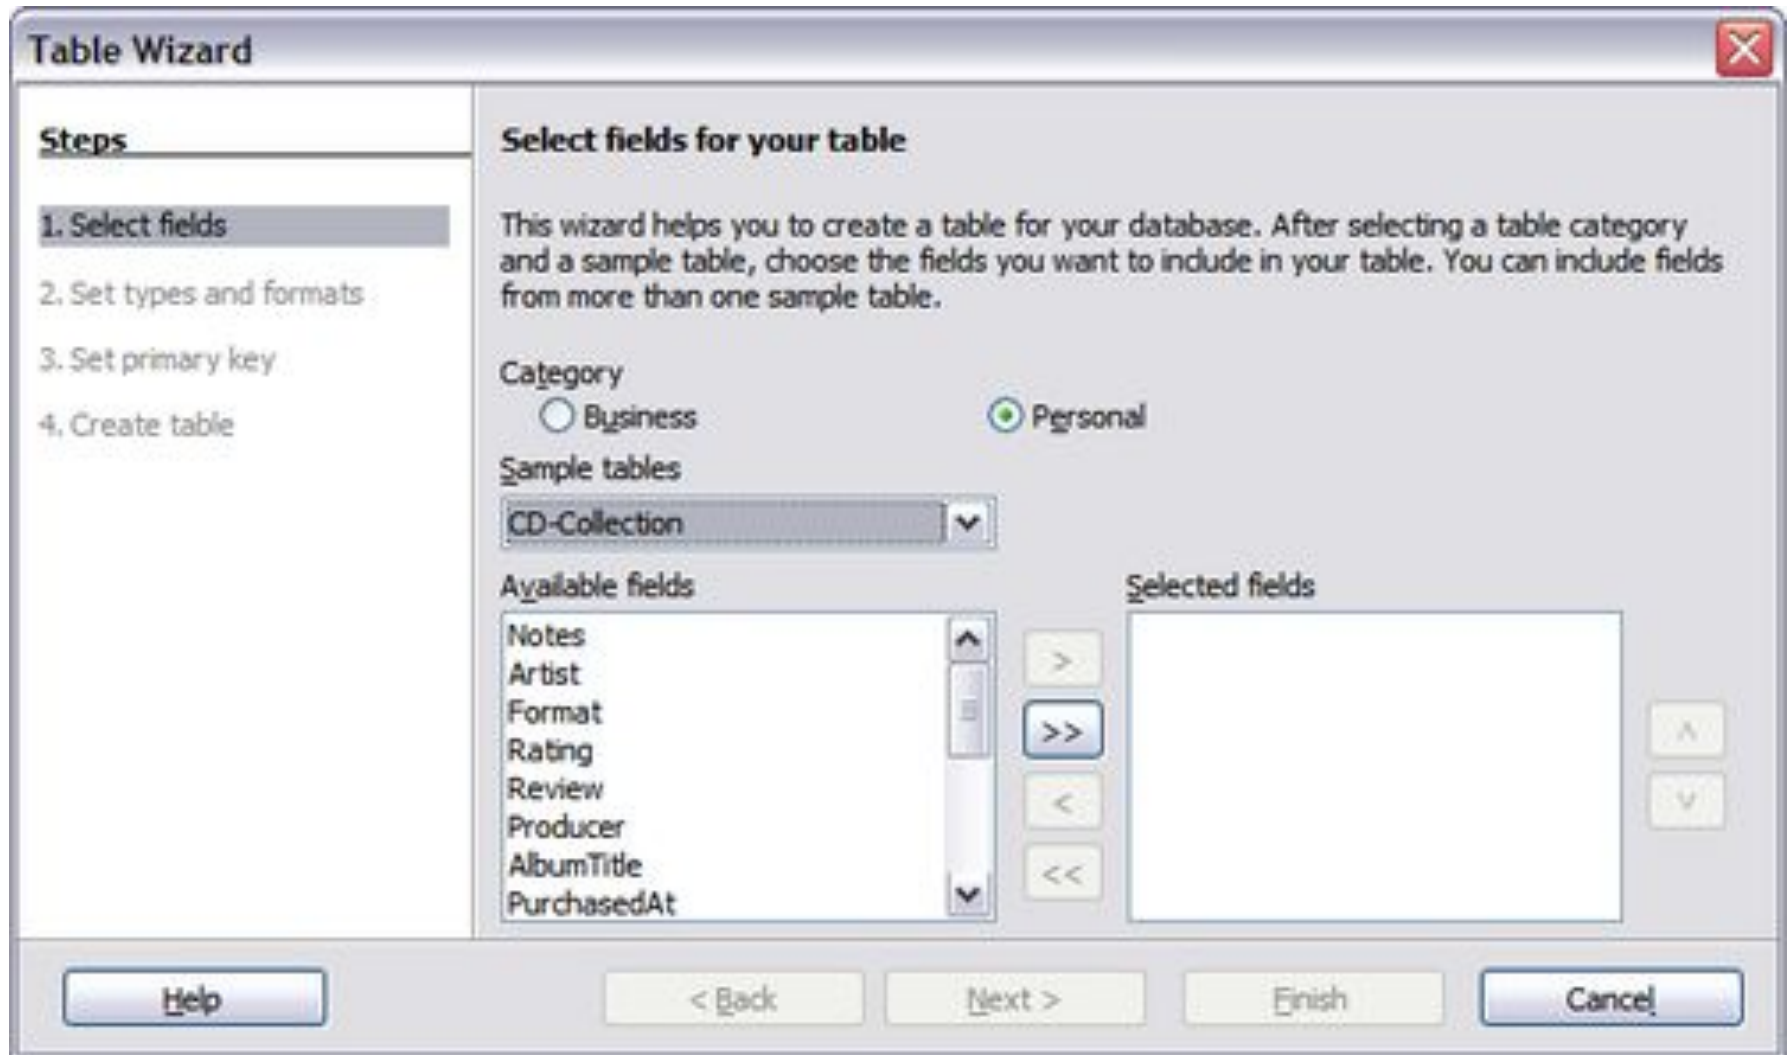 Table Wizard
Steps
1. Select fields
2. Set types and formats
3. Set primary key
4. Create table
Select fields for your table
This wizard helps you to create a table for your database. After selecting a table category
and a sample table, choose the fields you want to include in your table. You can include fields
from more than one sample table.
Category
Business
Personal
Sample tables
CD-Collection
Available fields
Notes
Artist
Format
Rating
Review
Producer
AlbumTitle
PurchasedAt
>
>>
<
<<
Selected fields
Help
< Back
Next >
Finish
Cancel